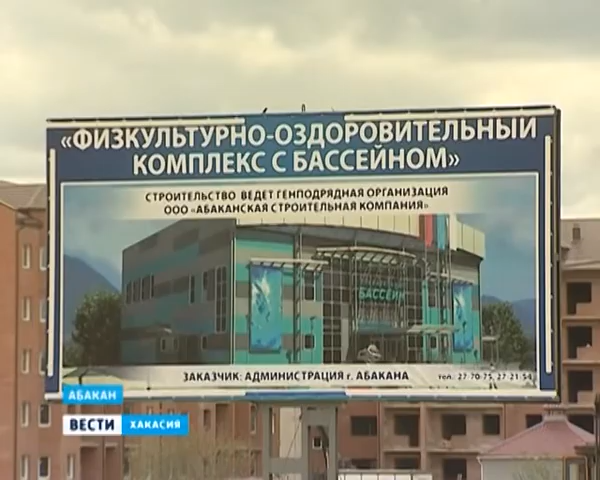 «ФИЗКУЛЬТУРНО-ОЗДОРОВИТЕЛЬНЫЙ
КОМПЛЕКС С БАССЕЙНОМ»
СТРОИТЕЛЬСТВО ВЕДЕТ ГЕНПОДРЯДНАЯ ОРГАНИЗАЦИЯ
ООО «АБАКАНСКАЯ СТРОИТЕЛЬНАЯ КОМПАНИЯ»
БАССЕЙН
ЗАКАЗЧИК: АДМИНИСТРАЦИЯ г. АБАКАНА
тел. 27-70-75, 27-21-54
АБАКАН
ВЕСТИ ХАКАСИЯ